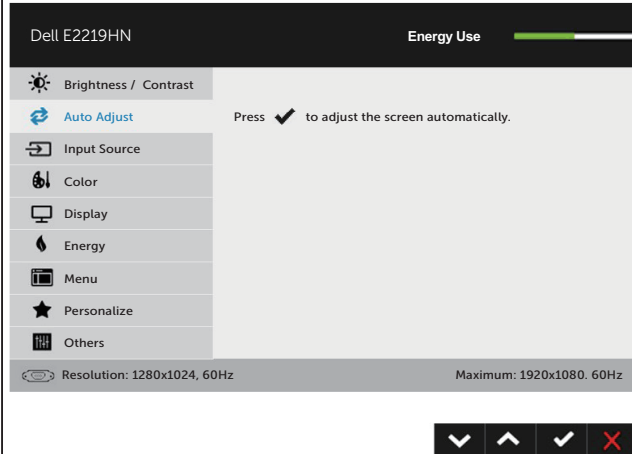 Dell E2219HN
Energy Use
Brightness / Contrast
Auto Adjust
Press ✔ to adjust the screen automatically.
Input Source
Color
Display
Energy
Menu
Personalize
Others
Resolution: 1280x1024, 60Hz
Maximum: 1920x1080. 60Hz